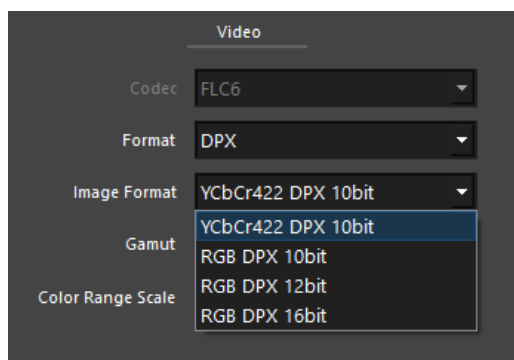 Video
Codec FLC6
Format DPX
Image Format YCbCr422 DPX 10bit
YCbCr422 DPX 10bit
Gamut
RGB DPX 10bit
RGB DPX 12bit
Color Range Scale
RGB DPX 16bit